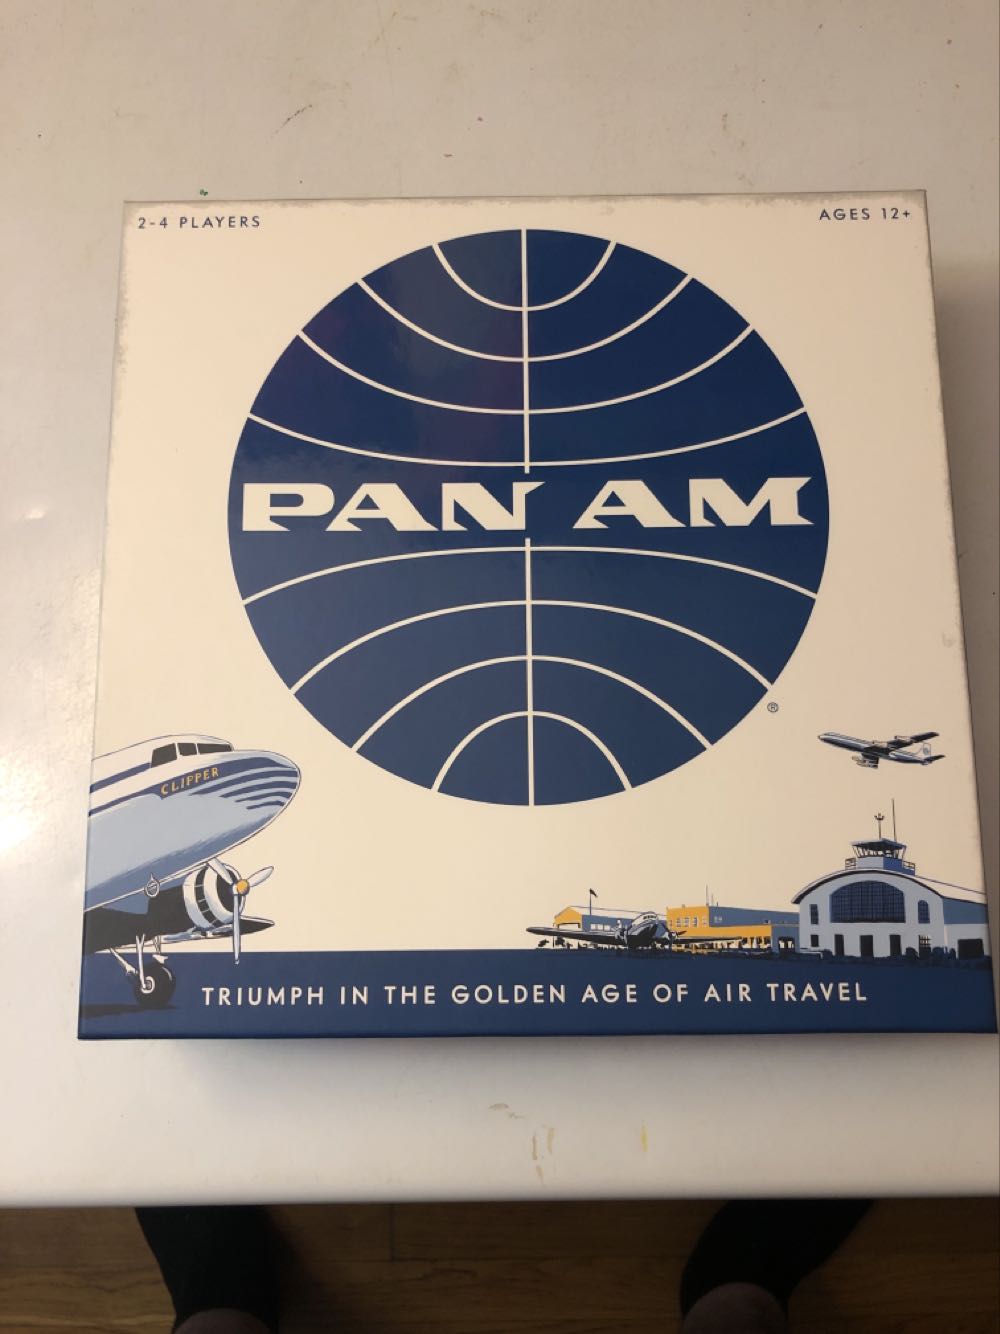 2-4 PLAYERS
AGES 12+
PAN AM
®
CLIPPER
TRIUMPH IN THE GOLDEN AGE OF AIR TRAVEL